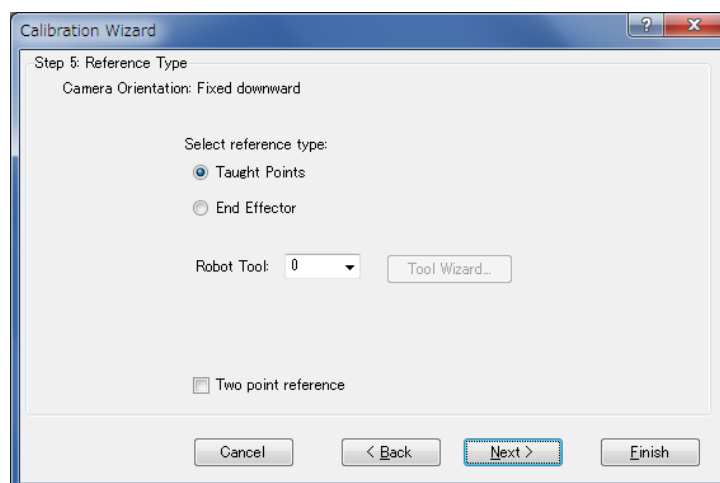 Calibration Wizard
?
X
Step 5: Reference Type
Camera Orientation: Fixed downward
Select reference type:
Taught Points
End Effector
Robot Tool: 0 Tool Wizard...
Two point reference
Cancel < Back Next > Finish